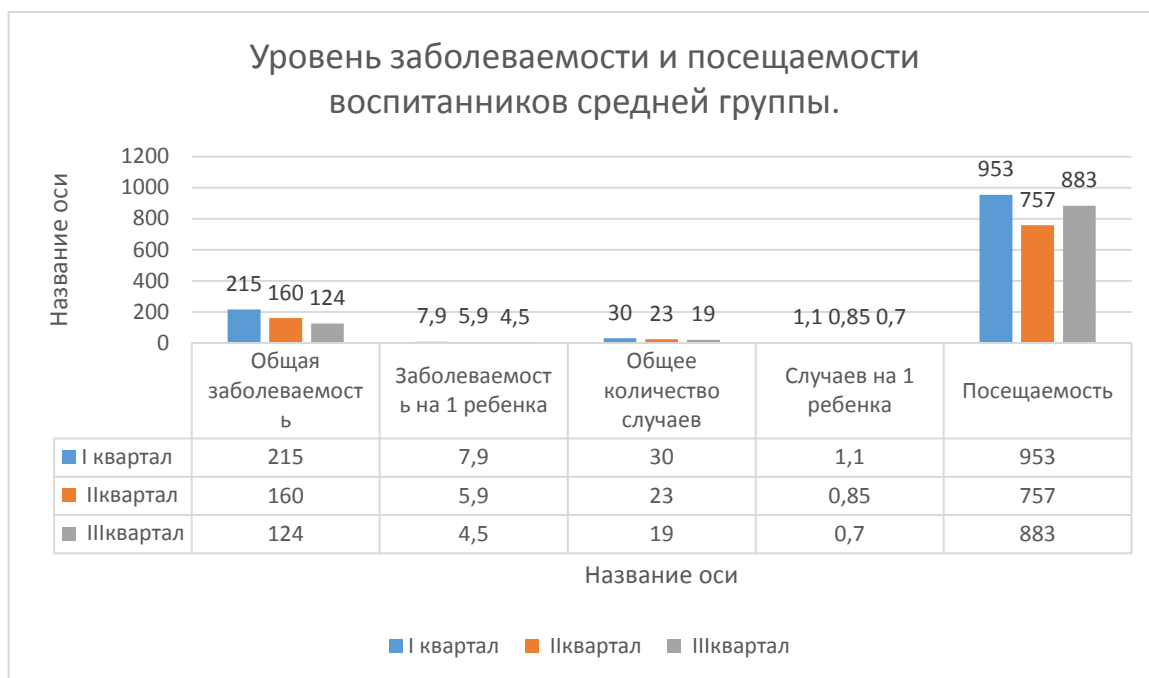 Уровень заболеваемости и посещаемости
воспитанников средней группы.
Название оси
1200
1000
800
600
400
200
0
215 160 124
7,9 5,9 4,5
30 23 19
1,1 0,85 0,7
953 757 883
Общая
заболеваемост
ь
Заболеваемост
ь на 1 ребенка
Общее
количество
случаев
Случаев на 1
ребенка
Посещаемость
I квартал 215 7,9 30 1,1 953
IIквартал 160 5,9 23 0,85 757
IIIквартал 124 4,5 19 0,7 883
Название оси
I квартал IIквартал IIIквартал